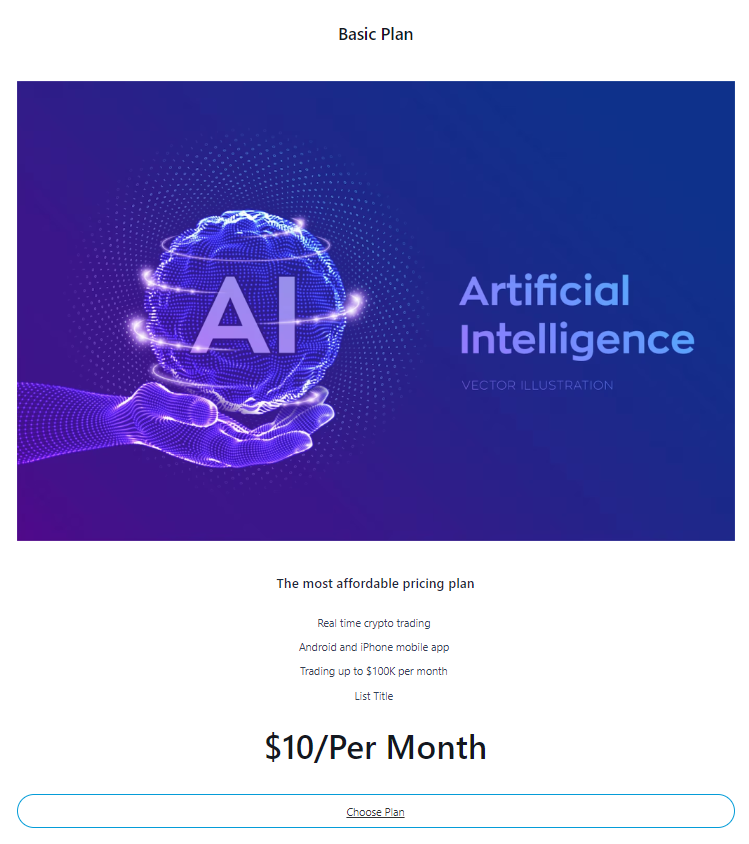 Basic Plan
AI
Artificial
Intelligence
VECTOR ILLUSTRATION
The most affordable pricing plan
Real time crypto trading
Android and iPhone mobile app
Trading up to $100K per month
List Title
$10/Per Month
Choose Plan